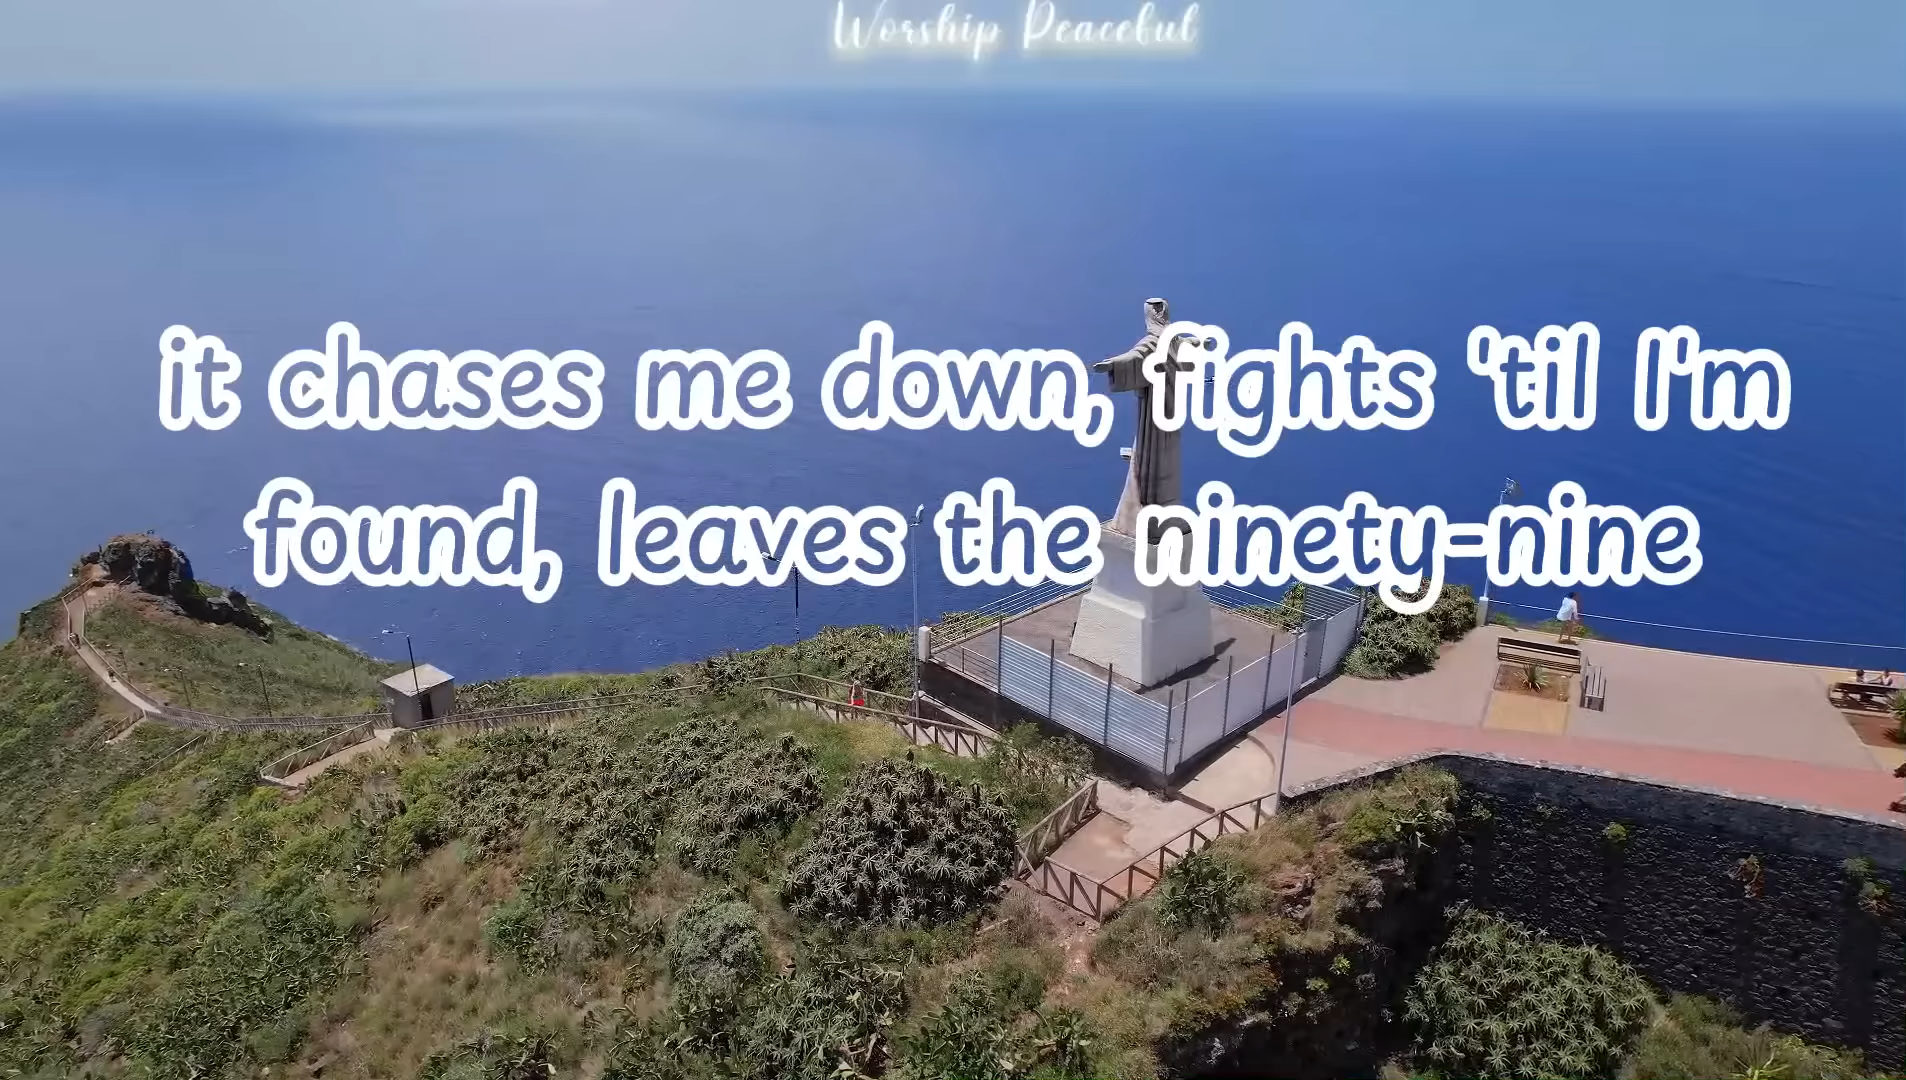 Worship Peaceful
it chases me down, fights 'til I'm
found, leaves the ninety-nine